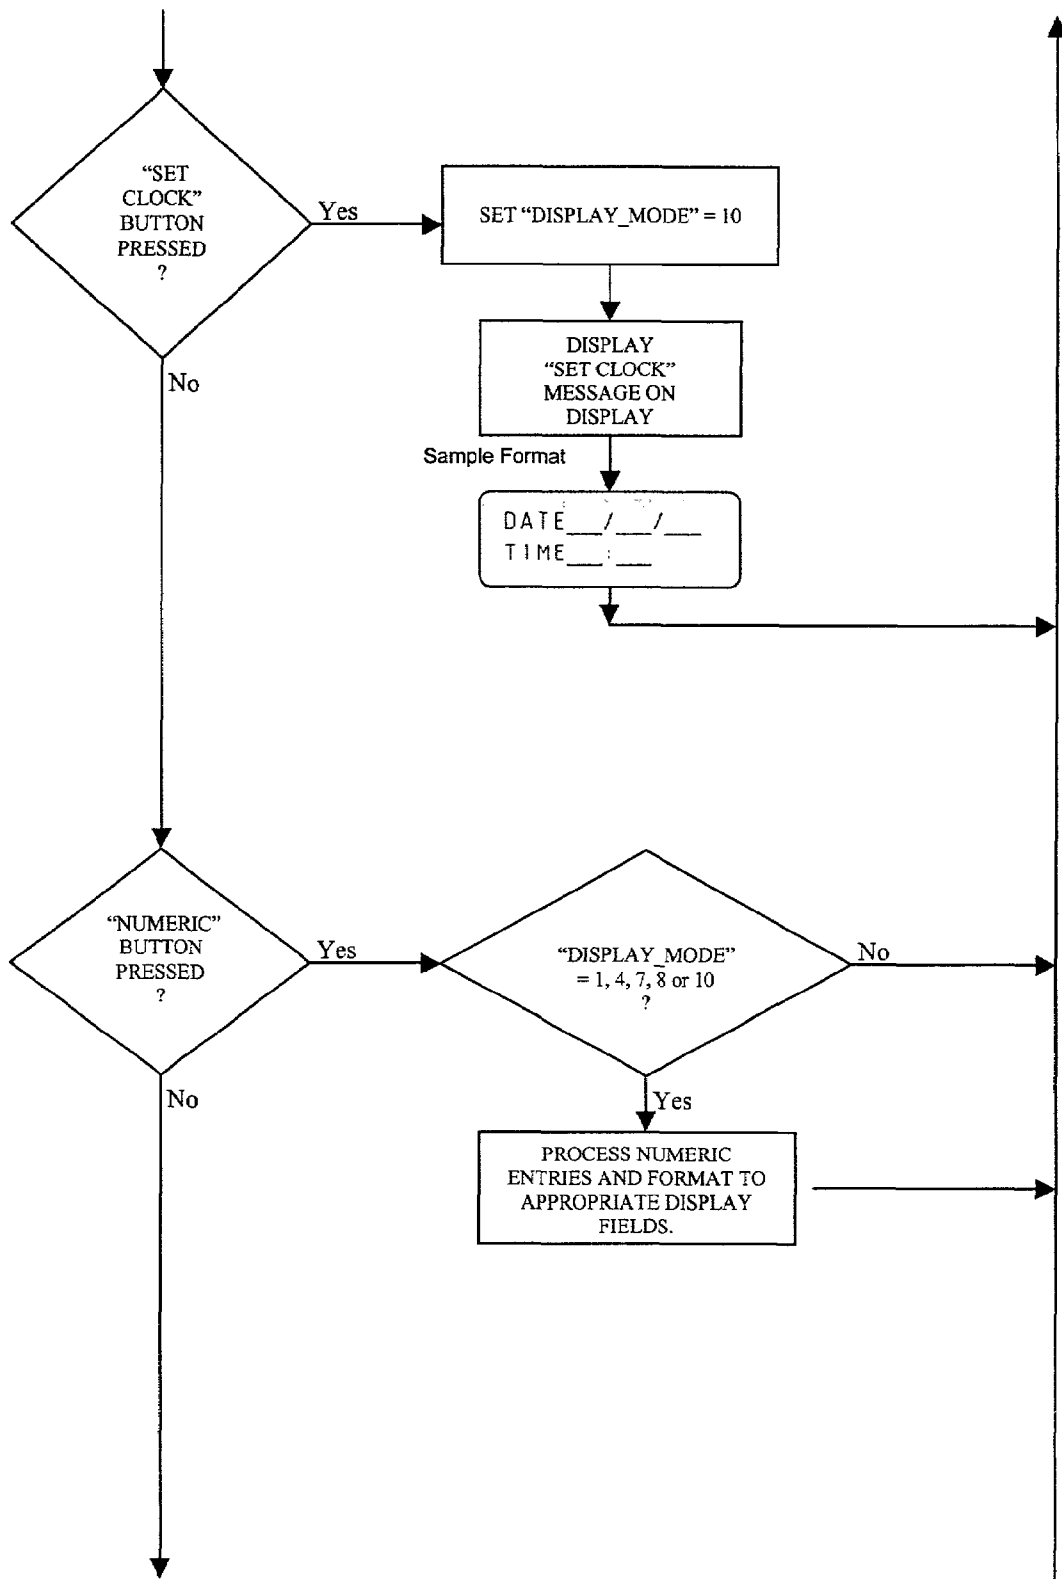 “SET
CLOCK”
BUTTON
PRESSED
?
Yes
SET “DISPLAY_MODE” = 10
DISPLAY
“SET CLOCK”
MESSAGE ON
DISPLAY
No
Sample Format
DATE__/__/__
TIME__:__
“NUMERIC”
BUTTON
PRESSED
?
Yes
“DISPLAY_MODE”
= 1, 4, 7, 8 or 10
?
No
No
Yes
PROCESS NUMERIC
ENTRIES AND FORMAT TO
APPROPRIATE DISPLAY
FIELDS.